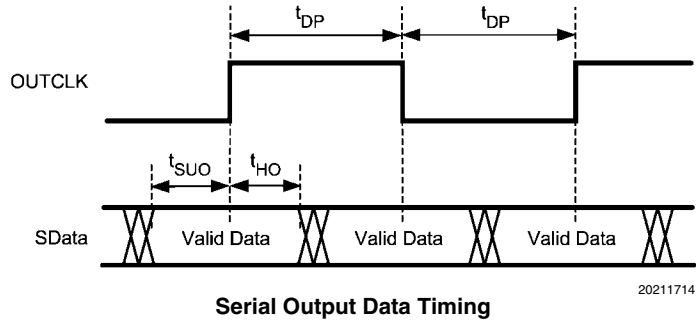 tDP tDP
OUTCLK
tSUO tHO
SData Valid Data Valid Data Valid Data
20211714
Serial Output Data Timing